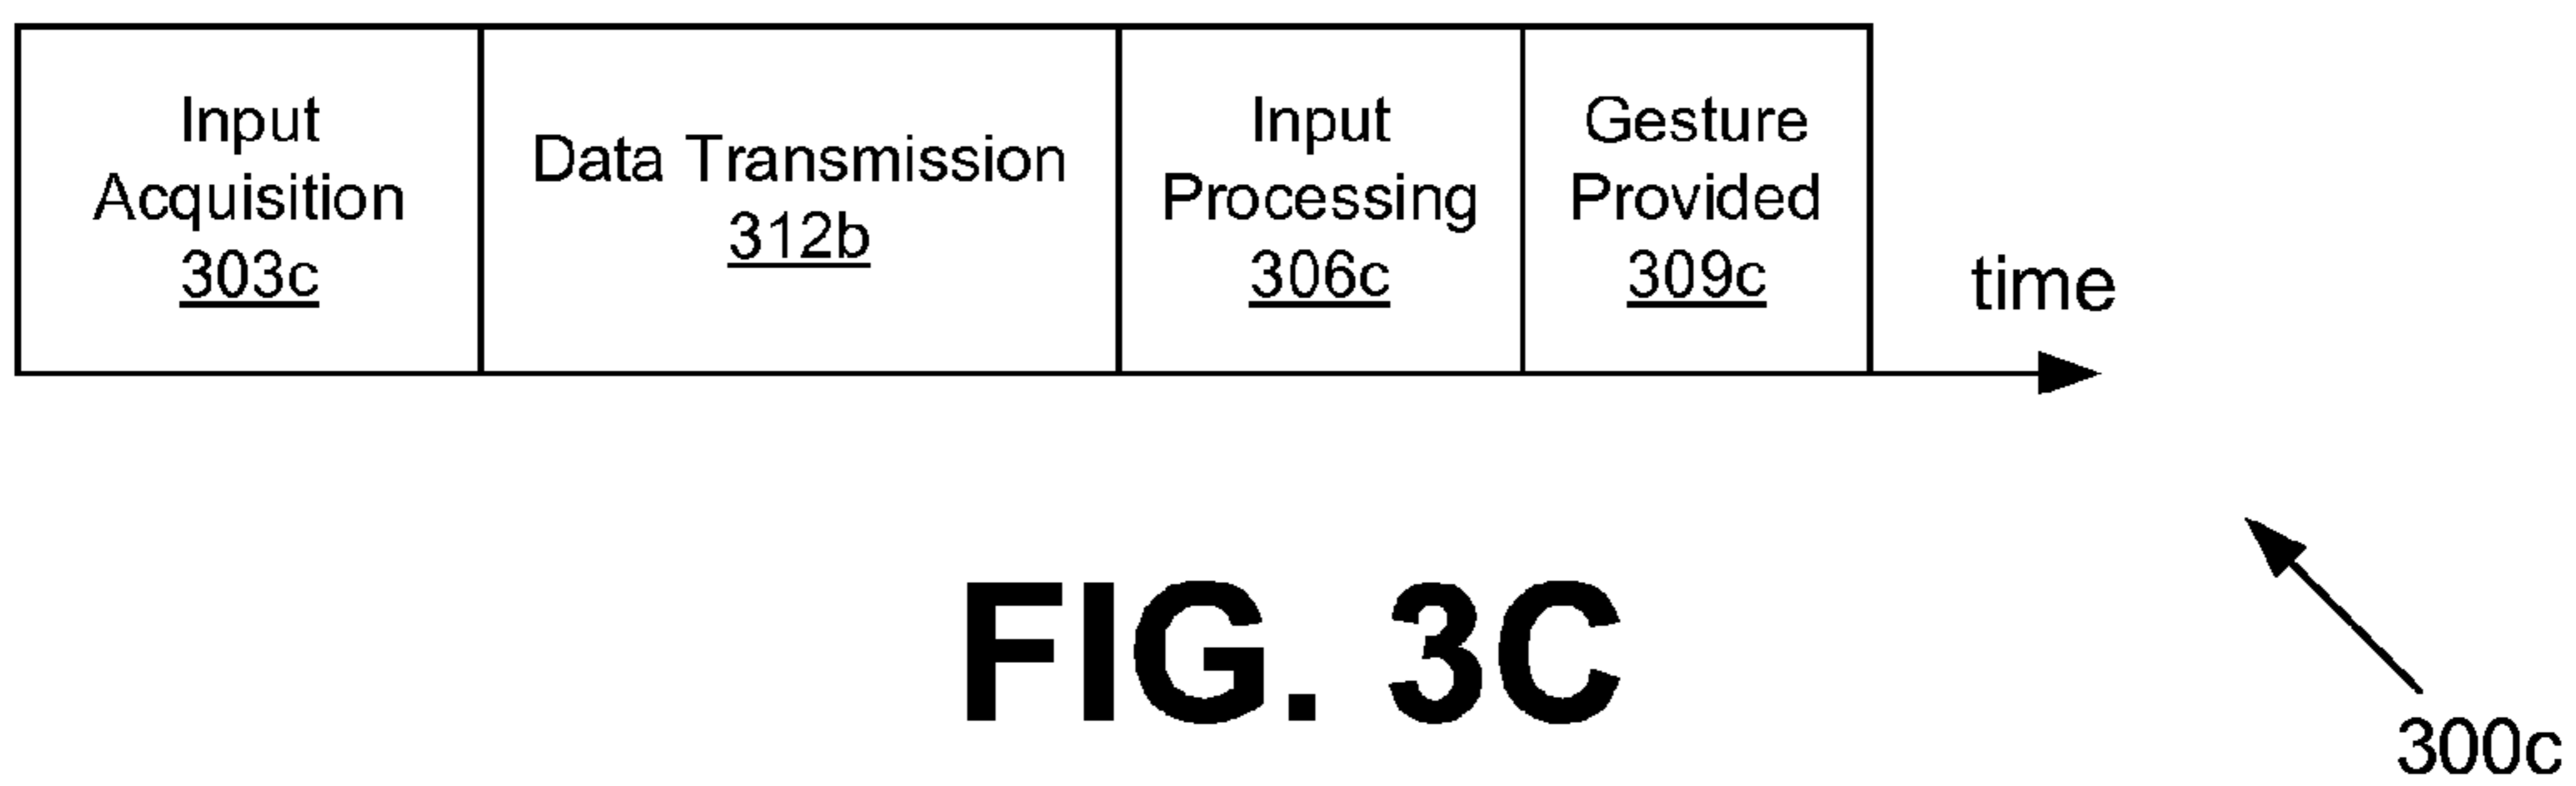 Input
Acquisition
303c
Data Transmission
312b
Input
Processing
306c
Gesture
Provided
309c
time
FIG. 3C
300c